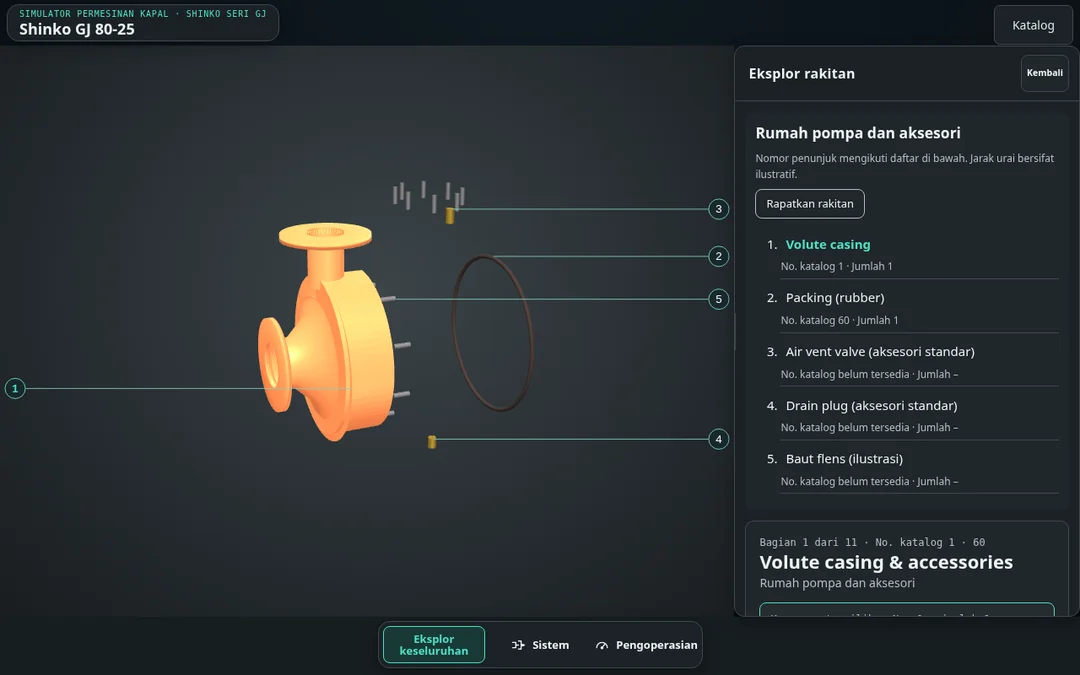 SIMULATOR PERMESINAN KAPAL · SHINKO SERI GJ
Shinko GJ 80-25
Katalog
3
2
5
1
4
Eksplor rakitan
Kembali
Rumah pompa dan aksesori
Nomor penunjuk mengikuti daftar di bawah. Jarak urai bersifat
ilustratif.
Rapatkan rakitan
1. Volute casing
No. katalog 1 · Jumlah 1
2. Packing (rubber)
No. katalog 60 · Jumlah 1
3. Air vent valve (aksesori standar)
No. katalog belum tersedia · Jumlah –
4. Drain plug (aksesori standar)
No. katalog belum tersedia · Jumlah –
5. Baut flens (ilustrasi)
No. katalog belum tersedia · Jumlah –
Bagian 1 dari 11 · No. katalog 1 · 60
Volute casing & accessories
Rumah pompa dan aksesori
Eksplor
keseluruhan
Sistem
Pengoperasian